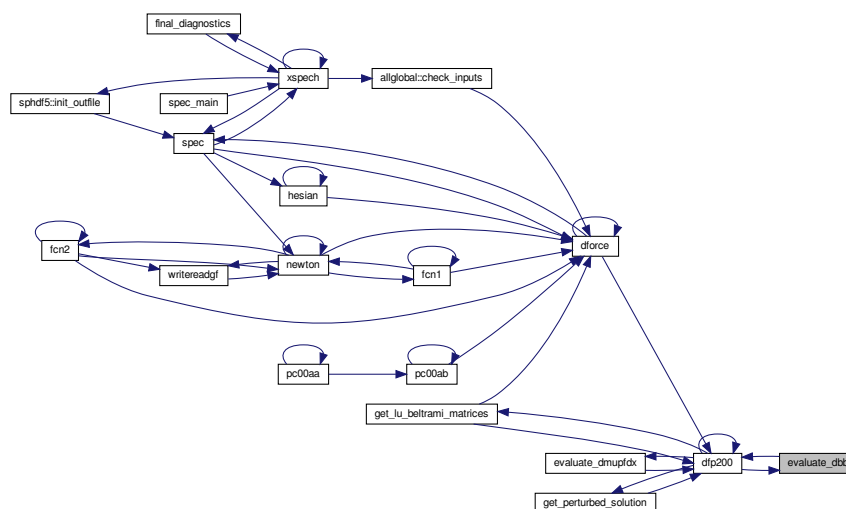 final_diagnostics
xspech
allglobal::check_inputs
sphdf5::init_outfile
spec_main
spec
hesian
dforce
fcn2
newton
writereadgf
fcn1
pc00aa
pc00ab
get_lu_beltrami_matrices
evaluate_dmupfdx
dfp200
evaluate_dbb
get_perturbed_solution